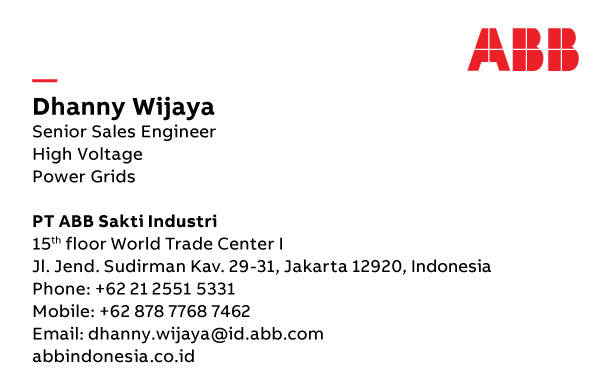 ABB
Dhanny Wijaya
Senior Sales Engineer
High Voltage
Power Grids
PT ABB Sakti Industri
15th floor World Trade Center I
Jl. Jend. Sudirman Kav. 29-31, Jakarta 12920, Indonesia
Phone: +62 21 2551 5331
Mobile: +62 878 7768 7462
Email: dhanny.wijaya@id.abb.com
abbindonesia.co.id